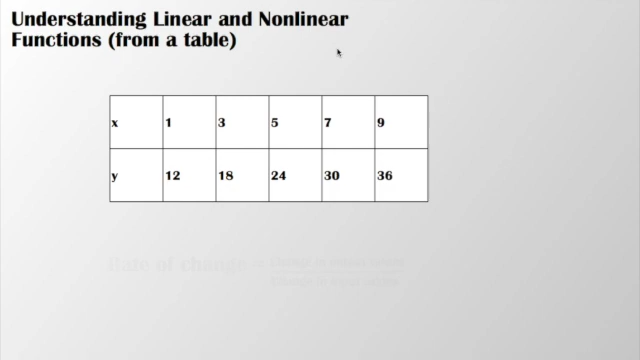 Understanding Linear and Nonlinear
Functions (from a table)
x 1 3 5 7 9
y 12 18 24 30 36
Rate of change =